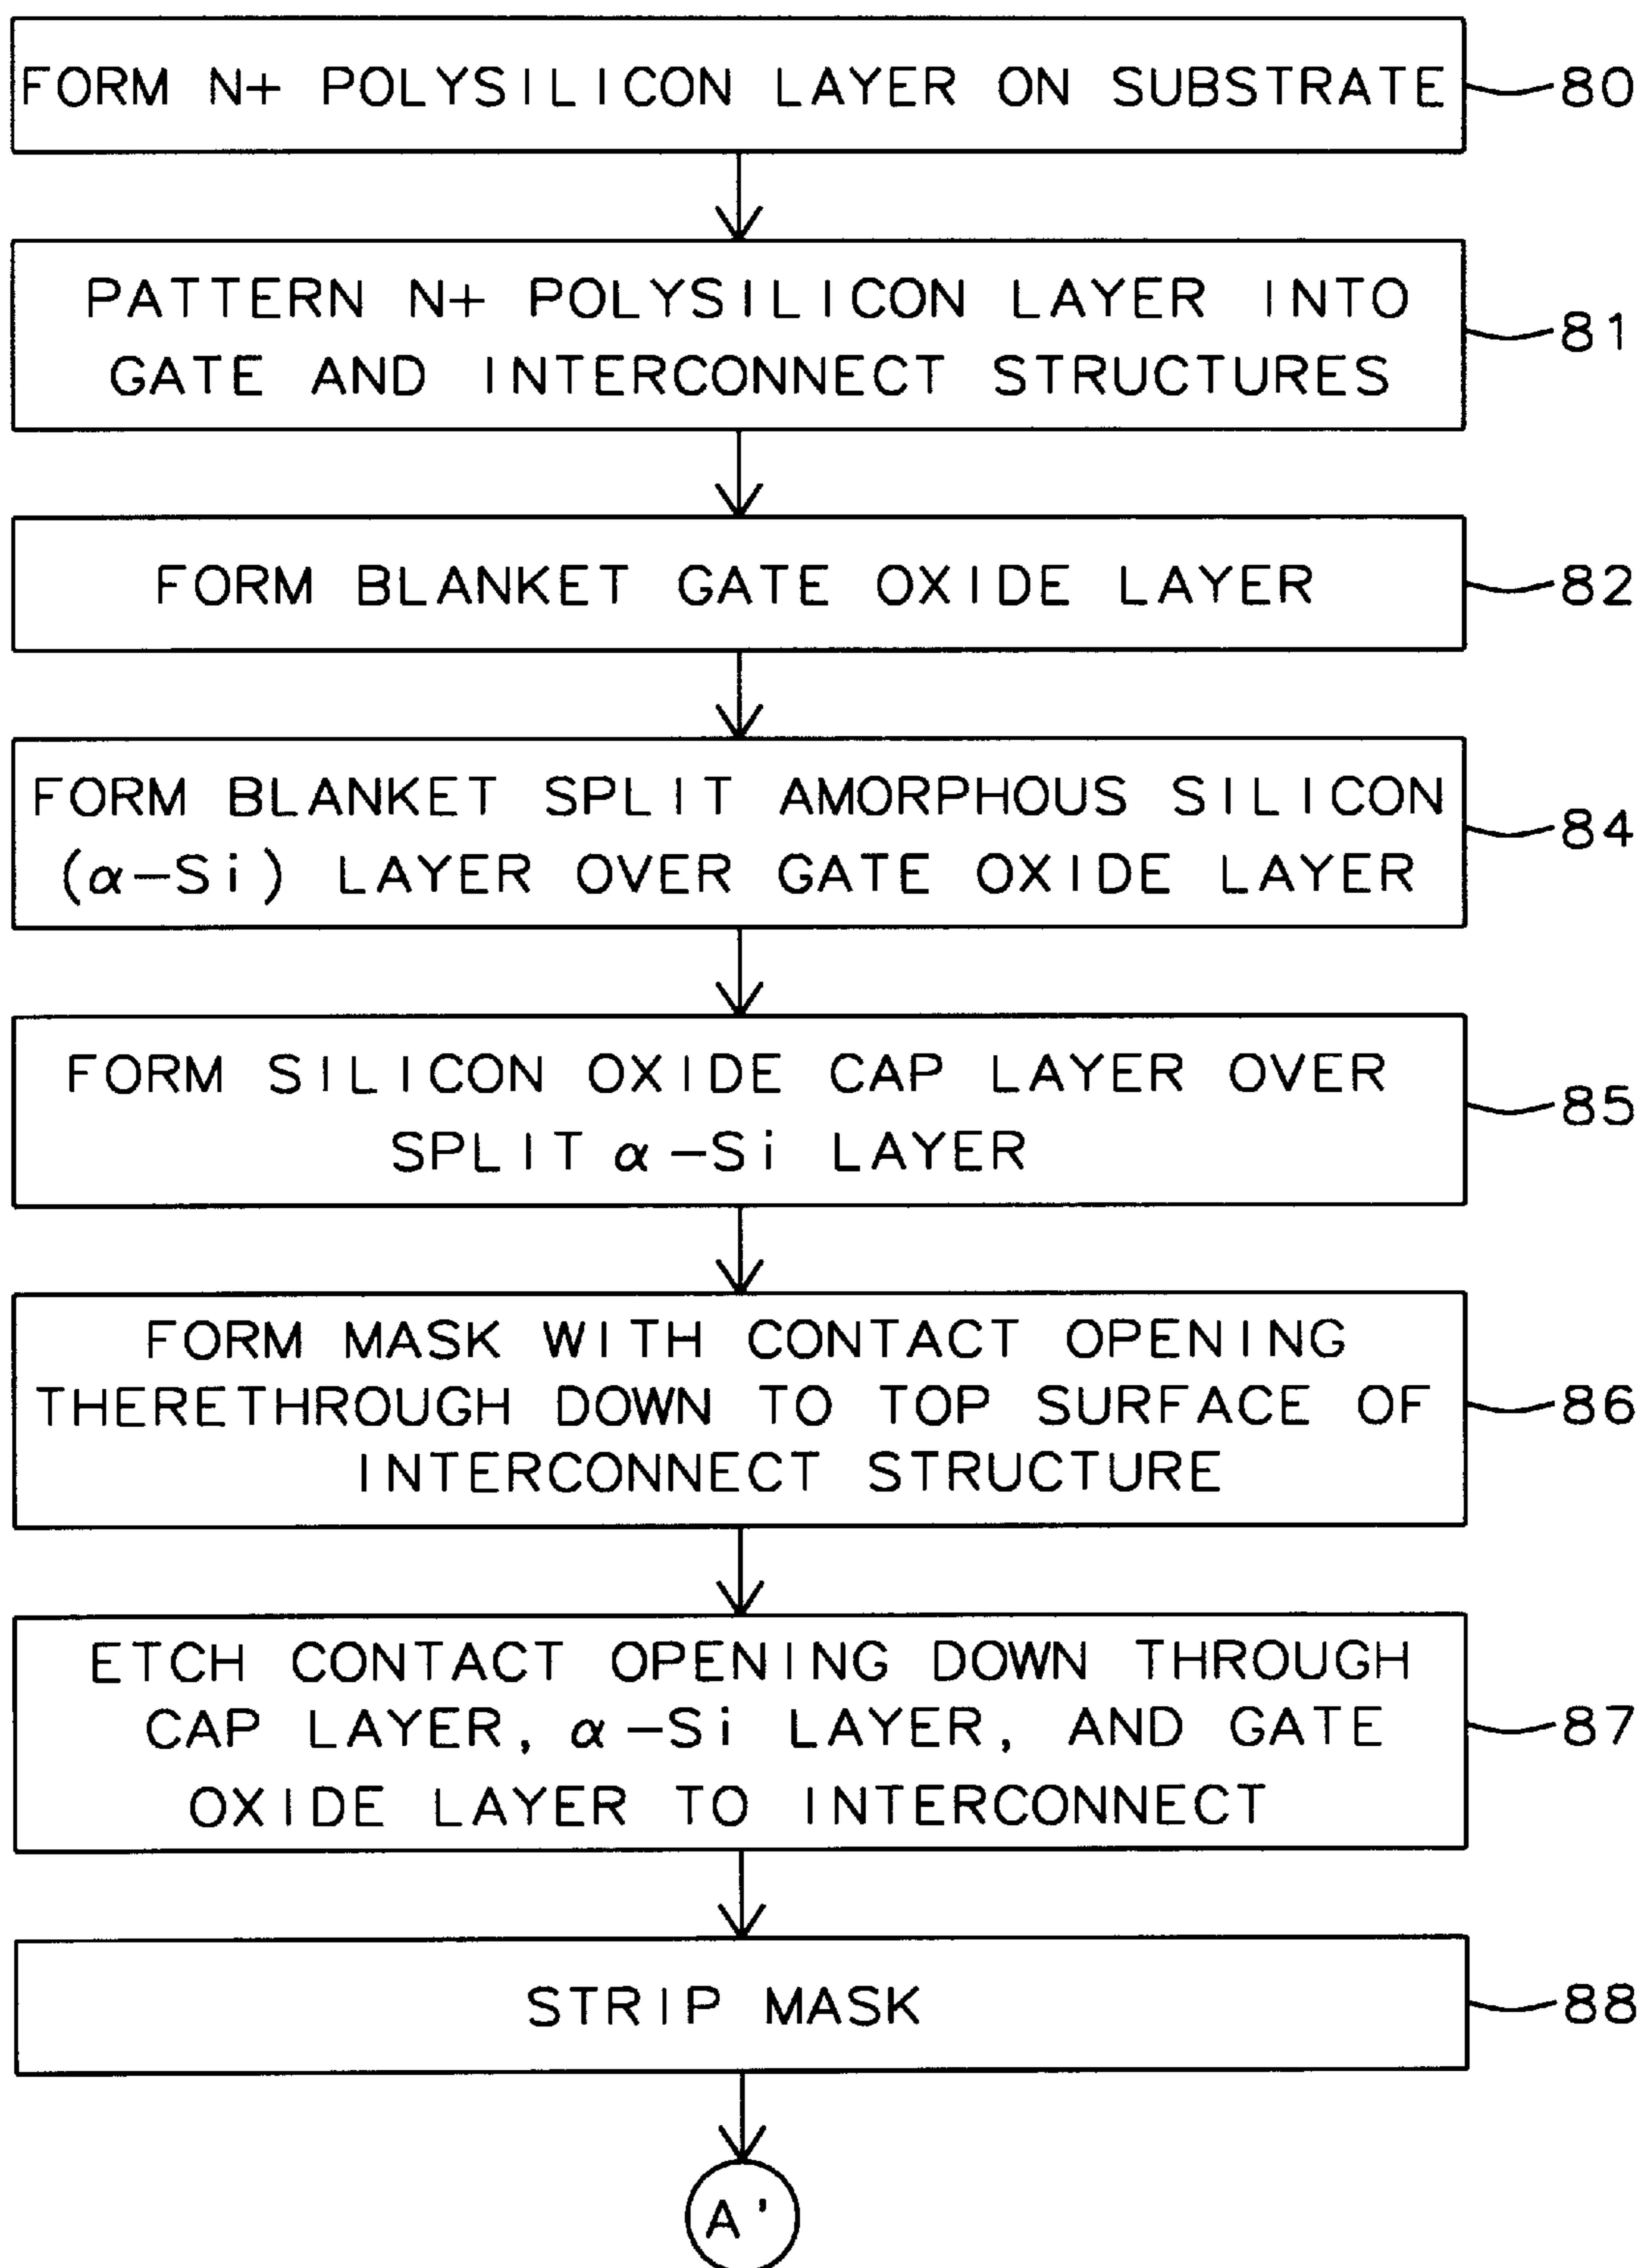 FORM N+ POLYSILICON LAYER ON SUBSTRATE
80
PATTERN N+ POLYSILICON LAYER INTO
GATE AND INTERCONNECT STRUCTURES
81
FORM BLANKET GATE OXIDE LAYER
82
FORM BLANKET SPLIT AMORPHOUS SILICON
(α-Si) LAYER OVER GATE OXIDE LAYER
84
FORM SILICON OXIDE CAP LAYER OVER
SPLIT α-Si LAYER
85
FORM MASK WITH CONTACT OPENING
THERETHROUGH DOWN TO TOP SURFACE OF
INTERCONNECT STRUCTURE
86
ETCH CONTACT OPENING DOWN THROUGH
CAP LAYER, α-Si LAYER, AND GATE
OXIDE LAYER TO INTERCONNECT
87
STRIP MASK
88
A'